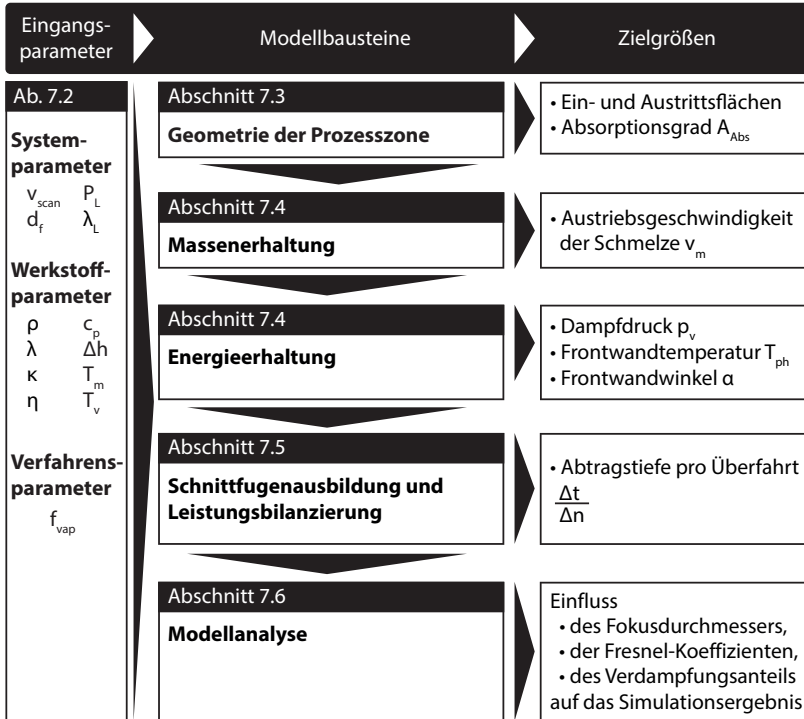 Eingangs-
parameter
Modellbausteine
Zielgrößen
Ab. 7.2
System-
parameter
v_scan P_L
d_f λ_L
Werkstoff-
parameter
ρ c_p
λ Δh
κ T_m
η T_v
Verfahrens-
parameter
f_vap
Abschnitt 7.3
Geometrie der Prozesszone
• Ein- und Austrittsflächen
• Absorptionsgrad A_Abs
Abschnitt 7.4
Massenerhaltung
• Austriebsgeschwindigkeit
der Schmelze v_m
Abschnitt 7.4
Energieerhaltung
• Dampfdruck p_v
• Frontwandtemperatur T_ph
• Frontwandwinkel α
Abschnitt 7.5
Schnittfugenausbildung und
Leistungsbilanzierung
• Abtragstiefe pro Überfahrt
Δt
Δn
Abschnitt 7.6
Modellanalyse
Einfluss
• des Fokusdurchmessers,
• der Fresnel-Koeffizienten,
• des Verdampfungsanteils
auf das Simulationsergebnis